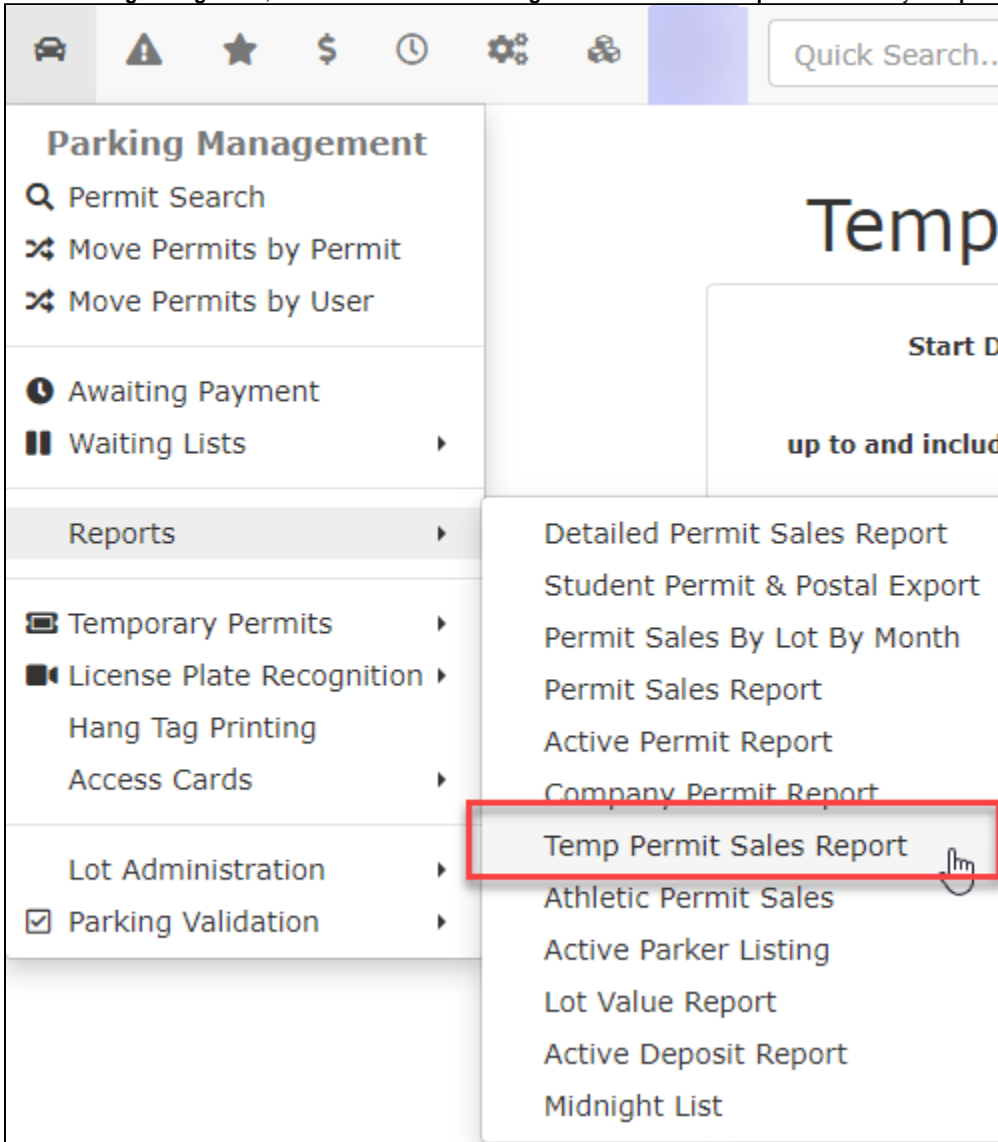 $
Quick Search..
Parking Management
Permit Search
Move Permits by Permit
Move Permits by User
Awaiting Payment
Waiting Lists
Reports
Temporary Permits
License Plate Recognition
Hang Tag Printing
Access Cards
Lot Administration
Parking Validation
Temp
Start D
up to and includ
Detailed Permit Sales Report
Student Permit & Postal Export
Permit Sales By Lot By Month
Permit Sales Report
Active Permit Report
Company Permit Report
Temp Permit Sales Report
Athletic Permit Sales
Active Parker Listing
Lot Value Report
Active Deposit Report
Midnight List